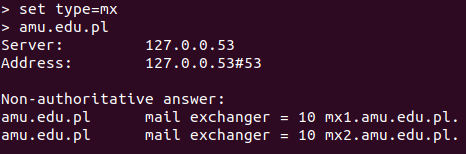 > set type=mx
> amu.edu.pl
Server:         127.0.0.53
Address:        127.0.0.53#53

Non-authoritative answer:
amu.edu.pl      mail exchanger = 10 mx1.amu.edu.pl.
amu.edu.pl      mail exchanger = 10 mx2.amu.edu.pl.